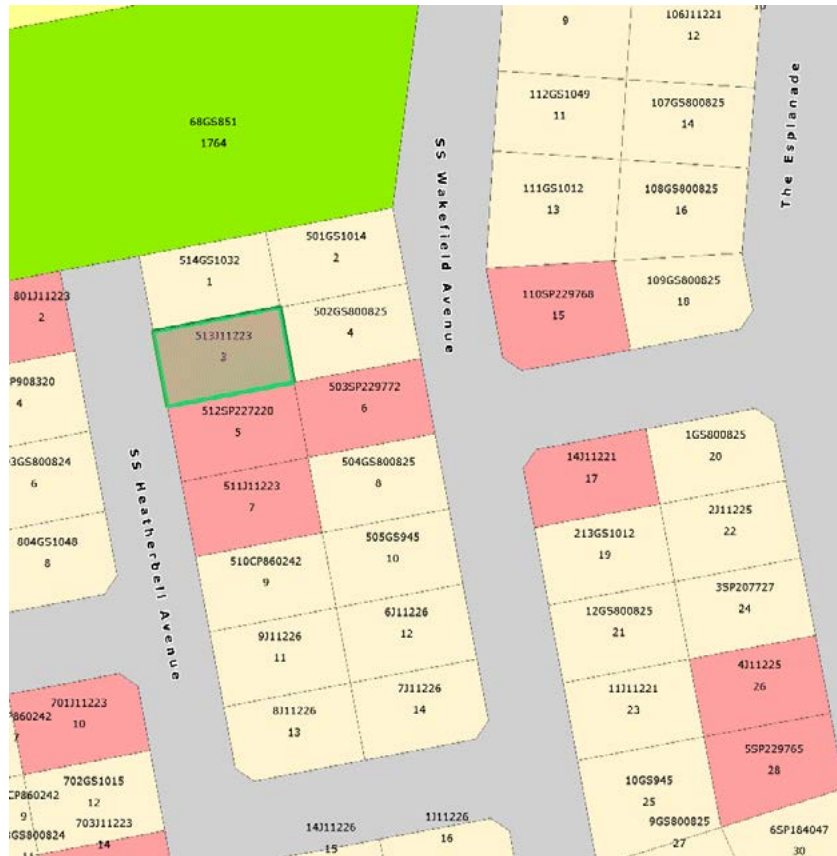 9
106J11221
12
112GS1049
11
107GS800825
14
68GS851
1764
111GS1012
13
108GS800825
16
SS Wakefield Avenue
The Esplanade
514GS1032
1
501GS1014
2
801J11223
2
110SP229768
15
109GS800825
18
513J11223
3
502GS800825
4
P908320
4
512SP227220
5
503SP229772
6
3GS800824
6
511J11223
7
504GS800825
8
14J11221
17
1GS800825
20
SS Heatherbell Avenue
804GS1048
8
510CP860242
9
505GS945
10
213GS1012
19
2J11225
22
9J11226
11
6J11226
12
12GS800825
21
3SP207727
24
701J11223
10
P860242
8J11226
13
7J11226
14
11J11221
23
4J11225
26
702GS1015
12
CP860242
9
703J11223
14
GS800824
14J11226
15
1J11226
16
10GS945
25
9GS800825
27
5SP229765
28
6SP184047
30